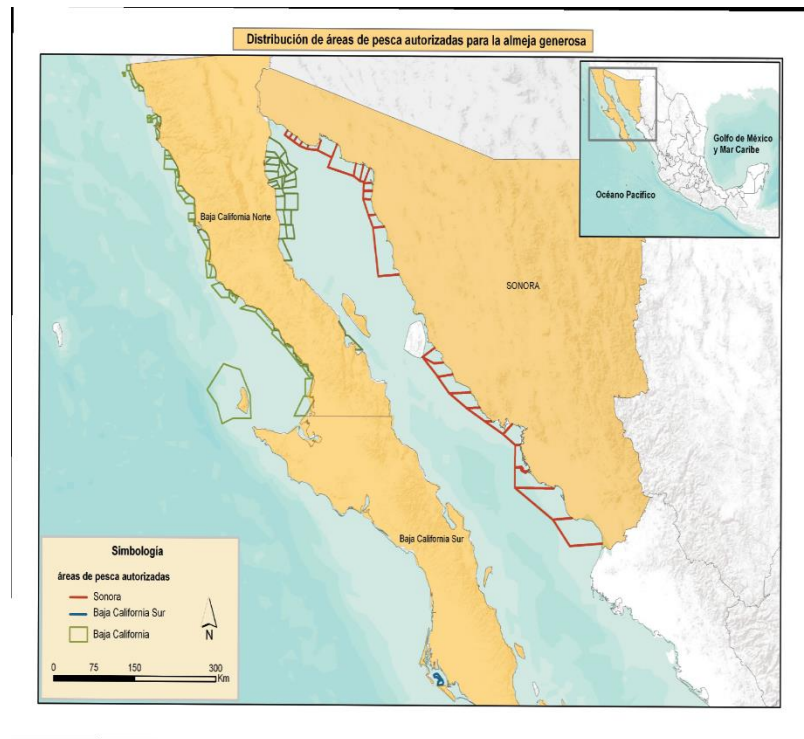 Distribución de áreas de pesca autorizadas para la almeja generosa
Golfo de México
y Mar Caribe
Océano Pacífico
Baja California Norte
SONORA
Baja California Sur
Simbología
áreas de pesca autorizadas
Sonora
Baja California Sur
Baja California
N
0 75 150 300
Km